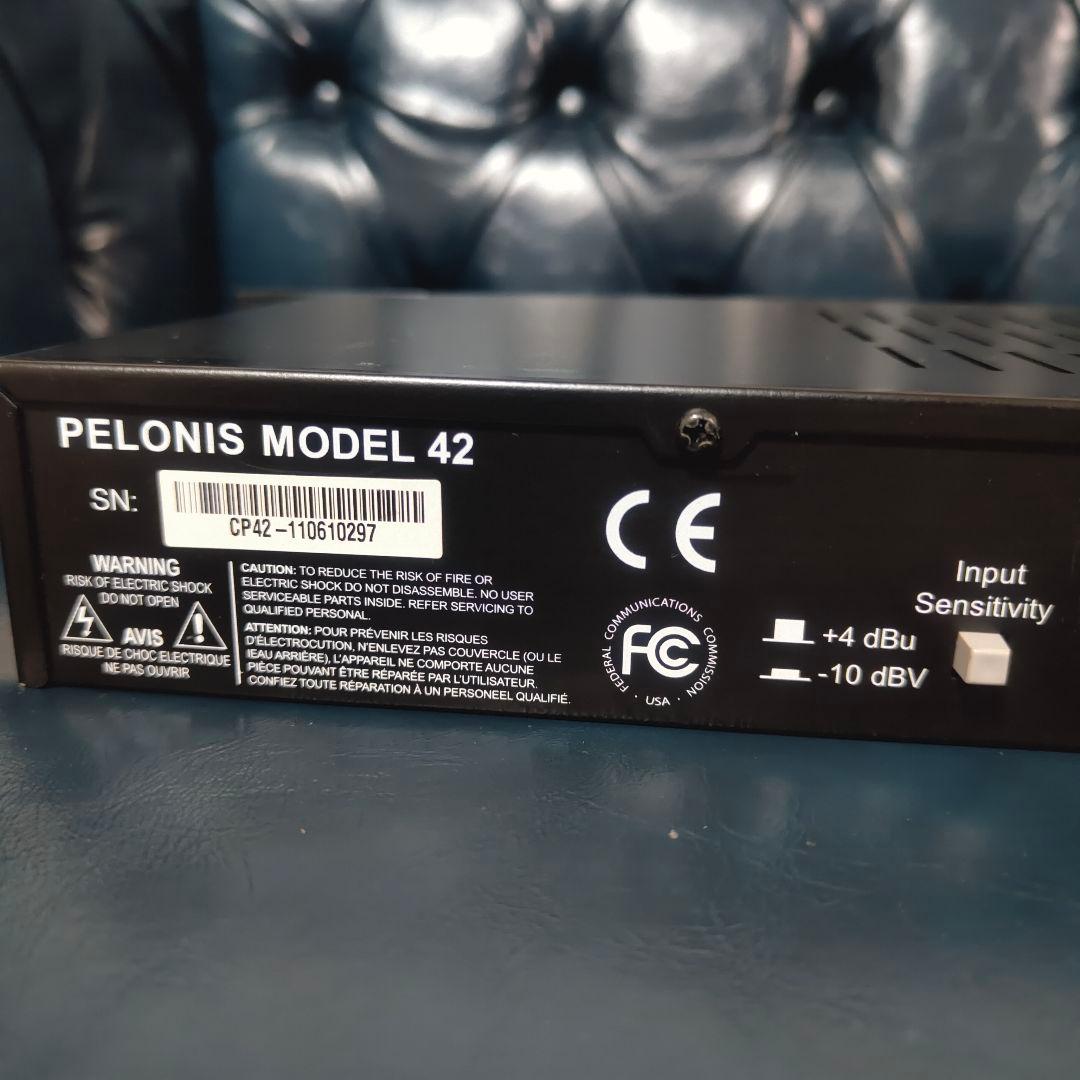 PELONIS MODEL 42
SN:
CP42-110610297
WARNING
RISK OF ELECTRIC SHOCK
DO NOT OPEN
AVIS
RISQUE DE CHOC ELECTRIQUE
NE PAS OUVRIR
CAUTION: TO REDUCE THE RISK OF FIRE OR
ELECTRIC SHOCK DO NOT DISASSEMBLE. NO USER
SERVICEABLE PARTS INSIDE. REFER SERVICING TO
QUALIFIED PERSONAL.
ATTENTION: POUR PRÉVENIR LES RISQUES
D'ÉLECTROCUTION, N'ENLEVEZ PAS COUVERCLE (OU LE
IEAU ARRIÈRE), L'APPAREIL NE COMPORTE AUCUNE
PIÈCE POUVANT ÊTRE RÉPARÉE PAR L'UTILISATEUR.
CONFIEZ TOUTE RÉPARATION À UN PERSONEEL QUALIFIÉ.
CE
FEDERAL COMMUNICATIONS COMMISSION
FCC
· USA ·
Input
Sensitivity
+4 dBu
-10 dBV